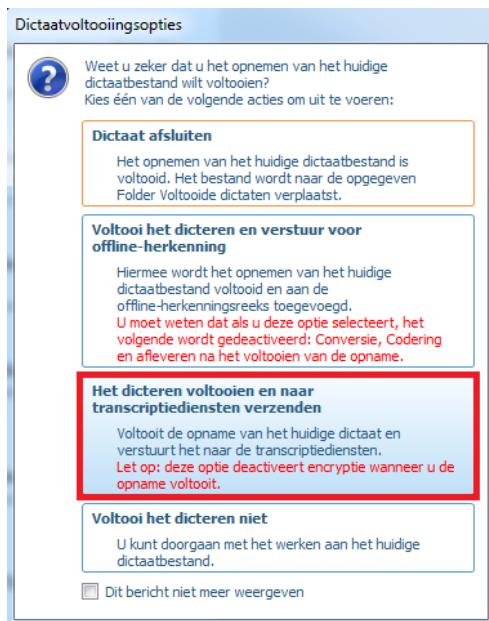 Dictaatvoltooiingsopties
Weet u zeker dat u het opnemen van het huidige
dictaatbestand wilt voltooien?
Kies één van de volgende acties om uit te voeren:
Dictaat afsluiten
Het opnemen van het huidige dictaatbestand is
voltooid. Het bestand wordt naar de opgegeven
Folder Voltooide dictaten verplaatst.
Voltooi het dicteren en verstuur voor
offline-herkenning
Hiermee wordt het opnemen van het huidige
dictaatbestand voltooid en aan de
offline-herkenningsreeks toegevoegd.
U moet weten dat als u deze optie selecteert, het
volgende wordt gedeactiveerd: Conversie, Codering
en afleveren na het voltooien van de opname.
Het dicteren voltooien en naar
transcriptiediensten verzenden
Voltooit de opname van het huidige dictaat en
verstuurt het naar de transcriptiediensten.
Let op: deze optie deactiveert encryptie wanneer u de
opname voltooit.
Voltooi het dicteren niet
U kunt doorgaan met het werken aan het huidige
dictaatbestand.
Dit bericht niet meer weergeven